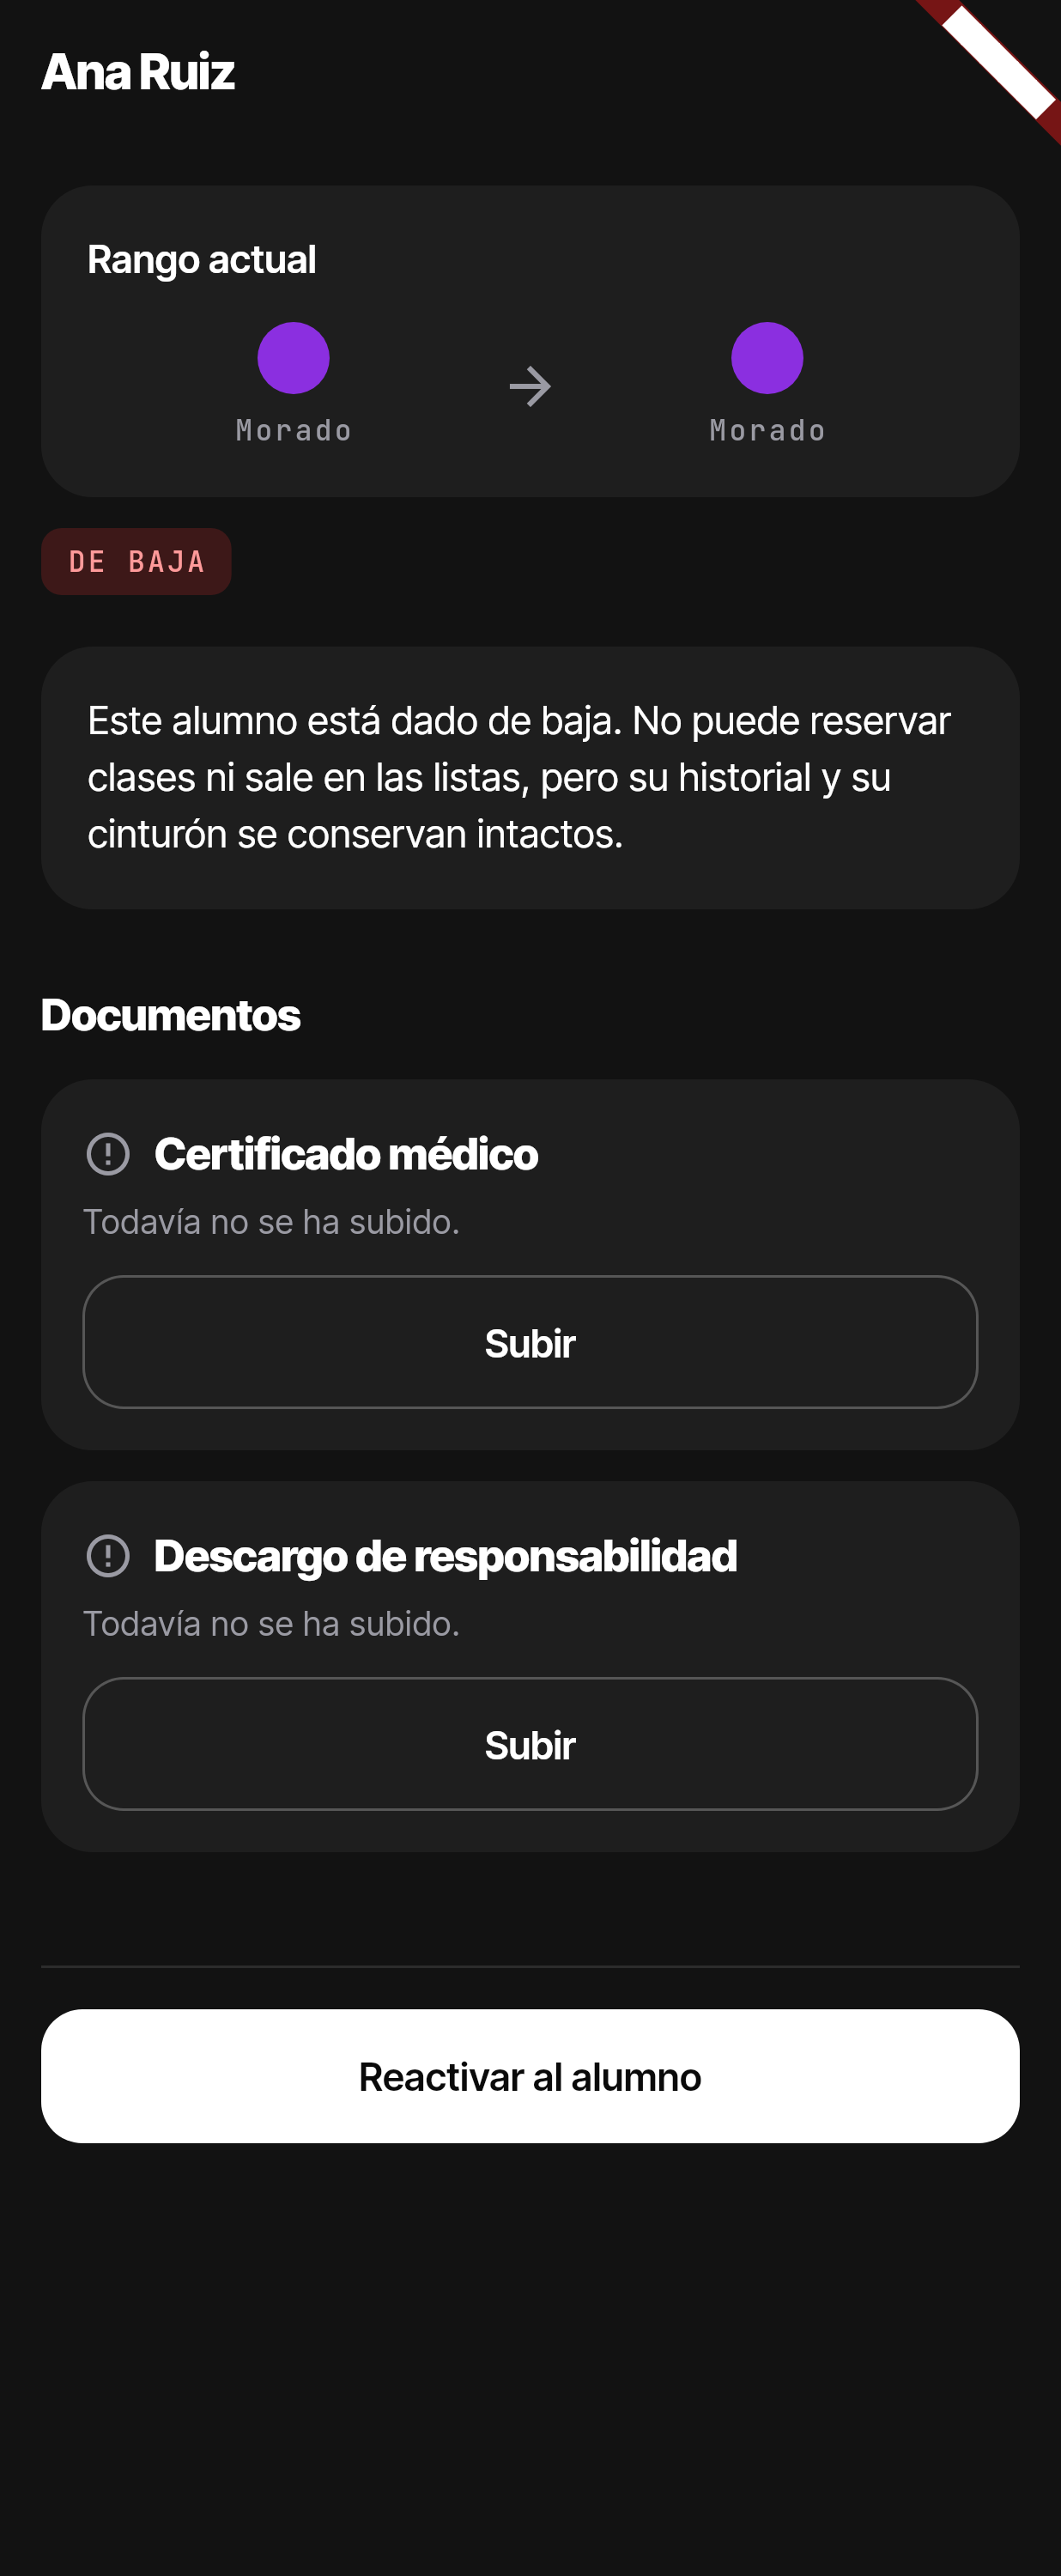 Ana Ruiz
Rango actual
Morado
Morado
DE BAJA
Este alumno está dado de baja. No puede reservar
clases ni sale en las listas, pero su historial y su
cinturón se conservan intactos.
Documentos
Certificado médico
Todavía no se ha subido.
Subir
Descargo de responsabilidad
Todavía no se ha subido.
Subir
Reactivar al alumno